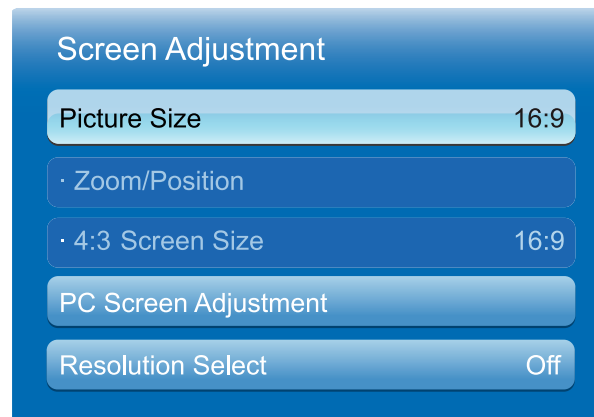 Screen Adjustment
Picture Size 16:9
· Zoom/Position
· 4:3 Screen Size 16:9
PC Screen Adjustment
Resolution Select Off